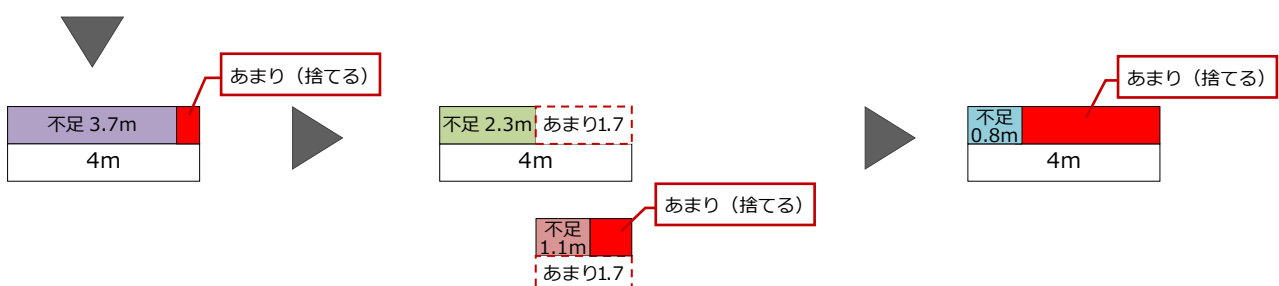 あまり（捨てる）
不足 3.7m
4m
不足 2.3m
あまり1.7
4m
あまり（捨てる）
不足
1.1m
あまり1.7
あまり（捨てる）
不足
0.8m
4m